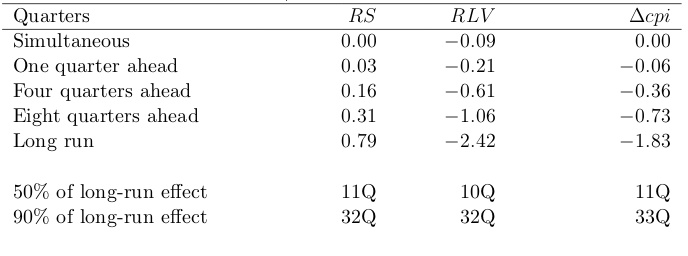 Quarters RS RLV Δcpi
Simultaneous 0.00 −0.09 0.00
One quarter ahead 0.03 −0.21 −0.06
Four quarters ahead 0.16 −0.61 −0.36
Eight quarters ahead 0.31 −1.06 −0.73
Long run 0.79 −2.42 −1.83
50% of long-run effect 11Q 10Q 11Q
90% of long-run effect 32Q 32Q 33Q